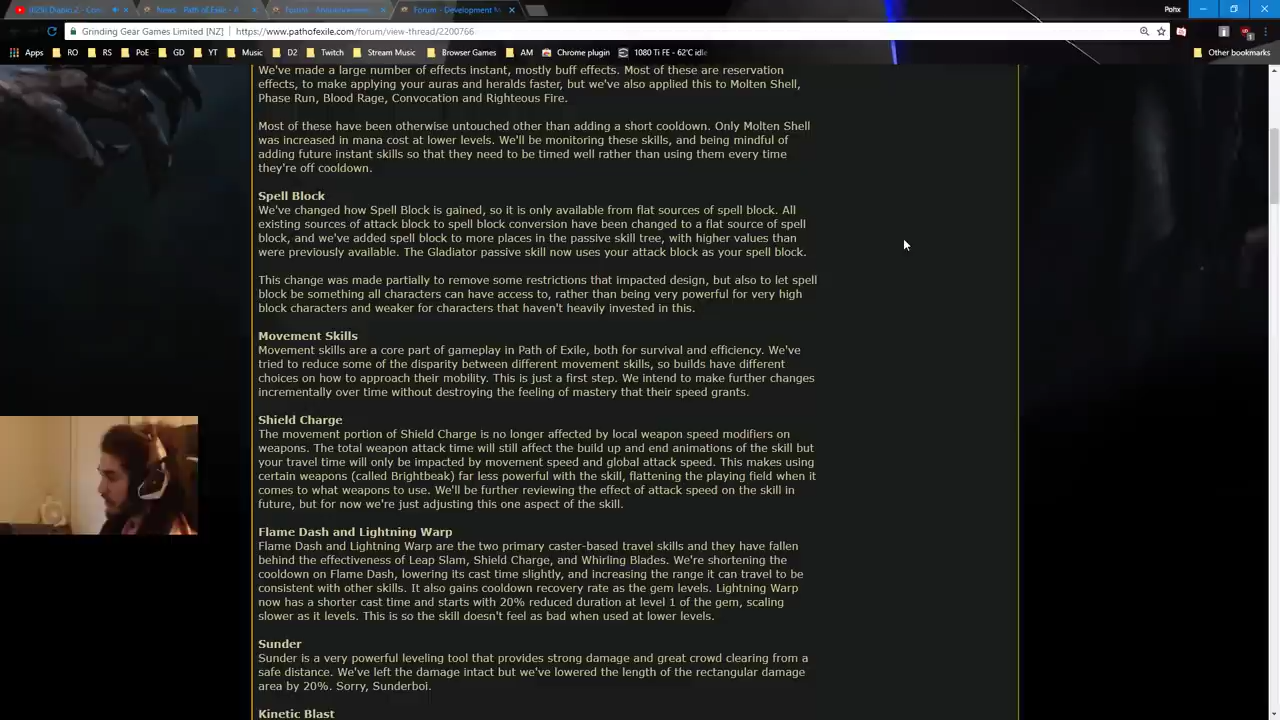 (825) Diablo 2 - Con
News - Path of Exile - A
Forum - Announcement
Forum - Development M
Pohx
Grinding Gear Games Limited [NZ] https://www.pathofexile.com/forum/view-thread/2200766
Apps RO RS PoE GD YT Music D2 Twitch Stream Music Browser Games AM Chrome plugin 1080 Ti FE - 62°C idle Other bookmarks
We've made a large number of effects instant, mostly buff effects. Most of these are reservation
effects, to make applying your auras and heralds faster, but we've also applied this to Molten Shell,
Phase Run, Blood Rage, Convocation and Righteous Fire.
Most of these have been otherwise untouched other than adding a short cooldown. Only Molten Shell
was increased in mana cost at lower levels. We'll be monitoring these skills, and being mindful of
adding future instant skills so that they need to be timed well rather than using them every time
they're off cooldown.
Spell Block
We've changed how Spell Block is gained, so it is only available from flat sources of spell block. All
existing sources of attack block to spell block conversion have been changed to a flat source of spell
block, and we've added spell block to more places in the passive skill tree, with higher values than
were previously available. The Gladiator passive skill now uses your attack block as your spell block.
This change was made partially to remove some restrictions that impacted design, but also to let spell
block be something all characters can have access to, rather than being very powerful for very high
block characters and weaker for characters that haven't heavily invested in this.
Movement Skills
Movement skills are a core part of gameplay in Path of Exile, both for survival and efficiency. We've
tried to reduce some of the disparity between different movement skills, so builds have different
choices on how to approach their mobility. This is just a first step. We intend to make further changes
incrementally over time without destroying the feeling of mastery that their speed grants.
Shield Charge
The movement portion of Shield Charge is no longer affected by local weapon speed modifiers on
weapons. The total weapon attack time will still affect the build up and end animations of the skill but
your travel time will only be impacted by movement speed and global attack speed. This makes using
certain weapons (called Brightbeak) far less powerful with the skill, flattening the playing field when it
comes to what weapons to use. We'll be further reviewing the effect of attack speed on the skill in
future, but for now we're just adjusting this one aspect of the skill.
Flame Dash and Lightning Warp
Flame Dash and Lightning Warp are the two primary caster-based travel skills and they have fallen
behind the effectiveness of Leap Slam, Shield Charge, and Whirling Blades. We're shortening the
cooldown on Flame Dash, lowering its cast time slightly, and increasing the range it can travel to be
consistent with other skills. It also gains cooldown recovery rate as the gem levels. Lightning Warp
now has a shorter cast time and starts with 20% reduced duration at level 1 of the gem, scaling
slower as it levels. This is so the skill doesn't feel as bad when used at lower levels.
Sunder
Sunder is a very powerful leveling tool that provides strong damage and great crowd clearing from a
safe distance. We've left the damage intact but we've lowered the length of the rectangular damage
area by 20%. Sorry, Sunderboi.
Kinetic Blast